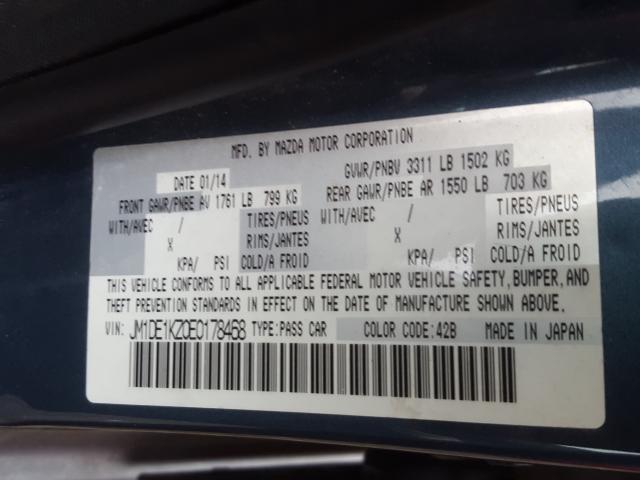 MFD. BY MAZDA MOTOR CORPORATION
DATE 01/14 GVWR/PNBV 3311 LB 1502 KG
FRONT GAWR/PNBE AV 1761 LB 799 KG REAR GAWR/PNBE AR 1550 LB 703 KG
WITH/AVEC / TIRES/PNEUS WITH/AVEC / TIRES/PNEUS
X RIMS/JANTES X RIMS/JANTES
KPA/ PSI COLD/A FROID KPA/ PSI COLD/A FROID
THIS VEHICLE CONFORMS TO ALL APPLICABLE FEDERAL MOTOR VEHICLE SAFETY, BUMPER, AND
THEFT PREVENTION STANDARDS IN EFFECT ON THE DATE OF MANUFACTURE SHOWN ABOVE.
VIN: JM1DE1KZ0E0178468 TYPE:PASS CAR COLOR CODE:42B MADE IN JAPAN